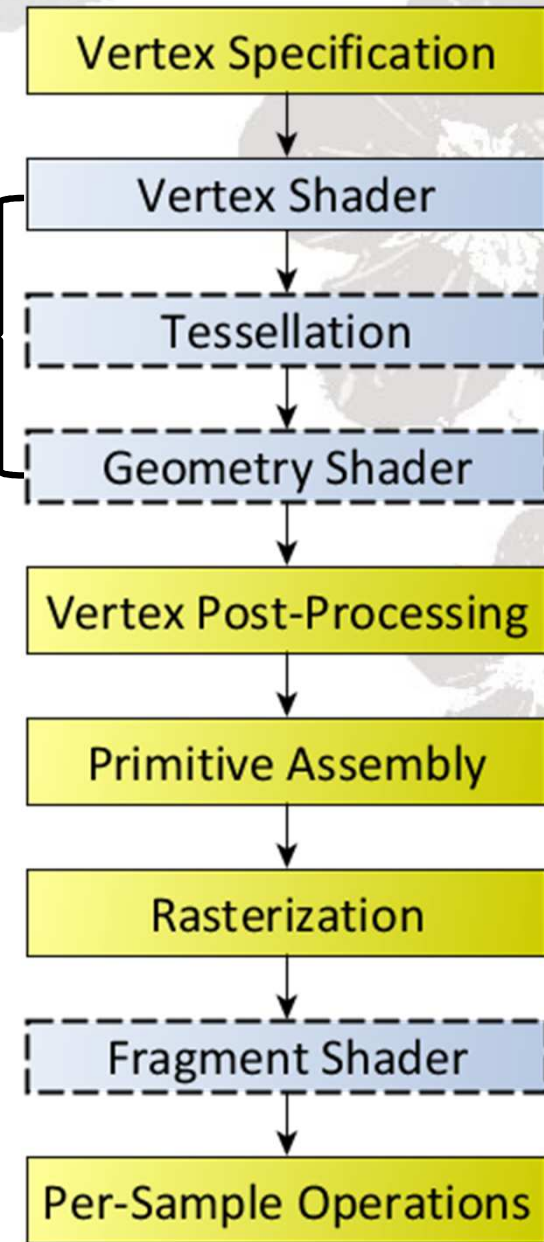 Vertex Specification
Vertex Shader
Tessellation
Geometry Shader
Vertex Post-Processing
Primitive Assembly
Rasterization
Fragment Shader
Per-Sample Operations